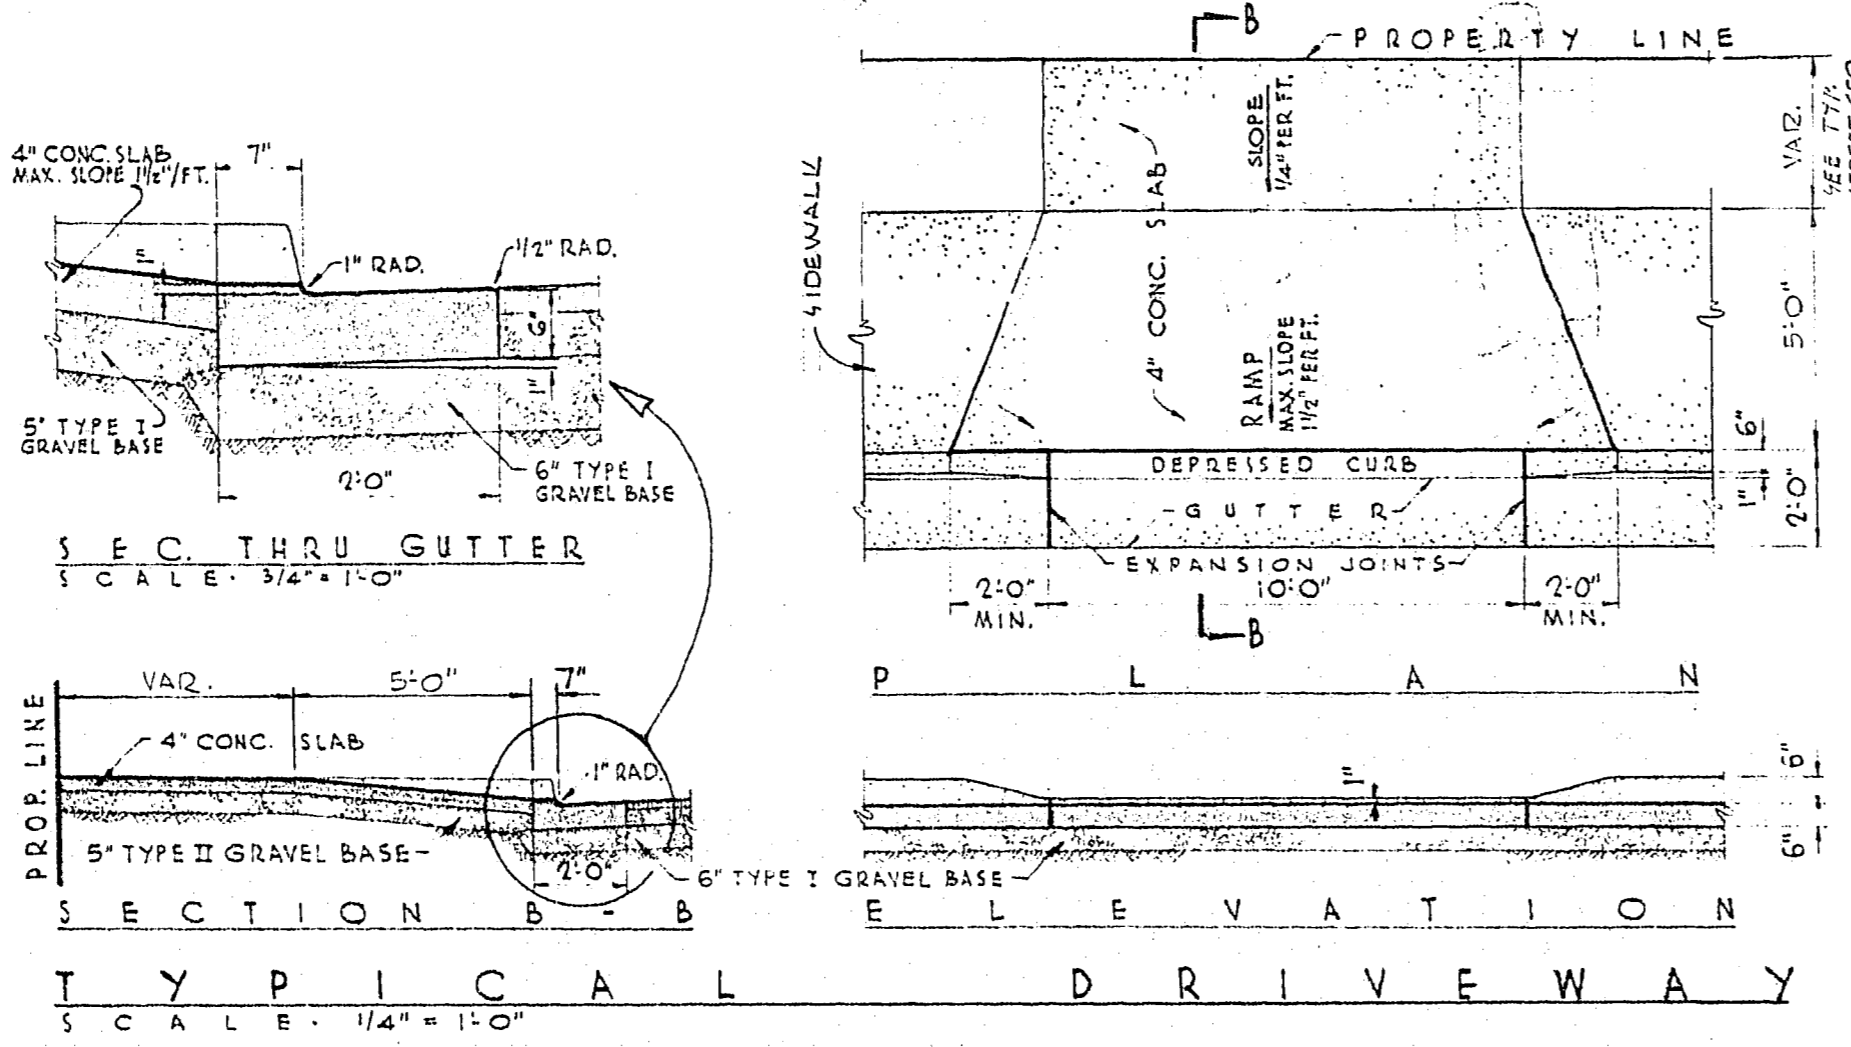 4" CONC. SLAB
MAX. SLOPE 1 1/2"/FT.
7"
1"
1" RAD.
1/2" RAD.
6"
1"
5" TYPE I
GRAVEL BASE
2'-0"
6" TYPE I
GRAVEL BASE
SEC. THRU GUTTER
SCALE · 3/4" = 1'-0"
B
PROPERTY LINE
SLOPE
1/4" PER FT.
VAR.
SEE TYP.
SIDEWALK
4" CONC. SLAB
RAMP
MAX. SLOPE
1 1/2" PER FT.
5'-0"
6"
DEPRESSED CURB
GUTTER
1"
2'-0"
EXPANSION JOINTS
2'-0"
MIN.
10'-0"
2'-0"
MIN.
B
PLAN
PROP. LINE
VAR.
5'-0"
7"
4" CONC. SLAB
1" RAD.
5" TYPE II GRAVEL BASE
2'-0"
6" TYPE I GRAVEL BASE
SECTION B-B
1"
6"
6"
ELEVATION
TYPICAL DRIVEWAY
SCALE · 1/4" = 1'-0"